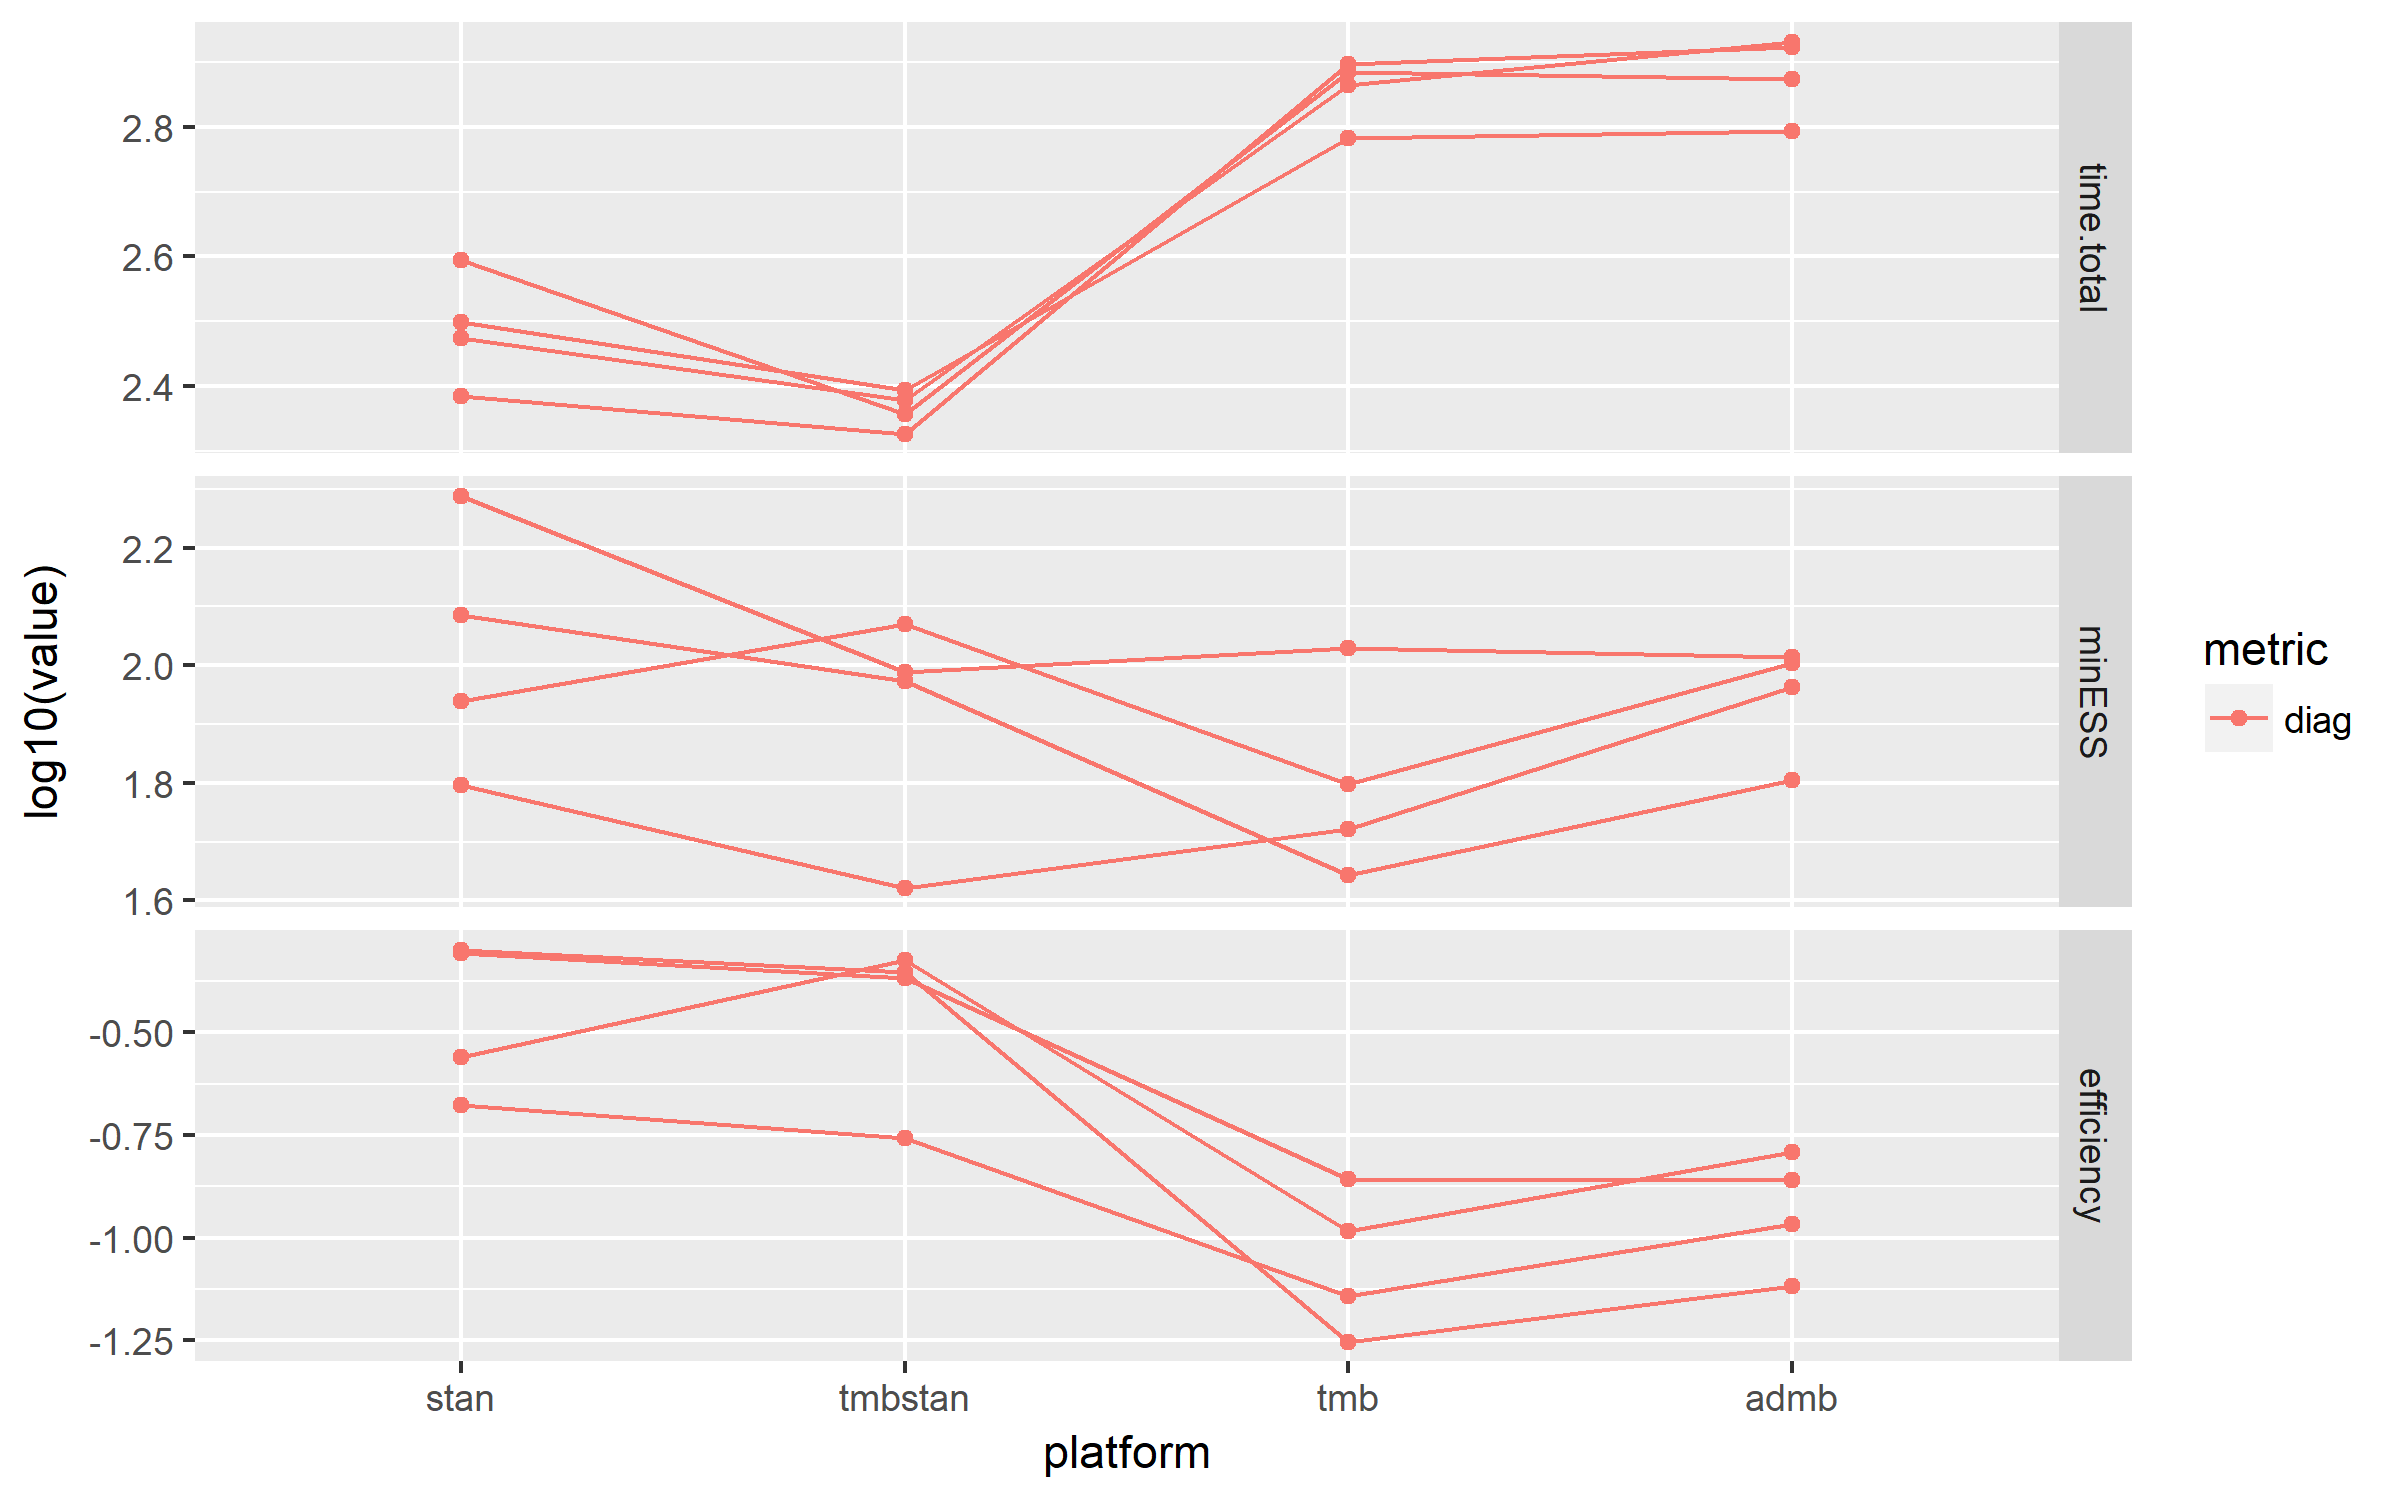 2.8
2.6
2.4
time.total
log10(value)
2.2
2.0
1.8
1.6
minESS
-0.50
-0.75
-1.00
-1.25
efficiency
stan tmbstan tmb admb
platform
metric
diag